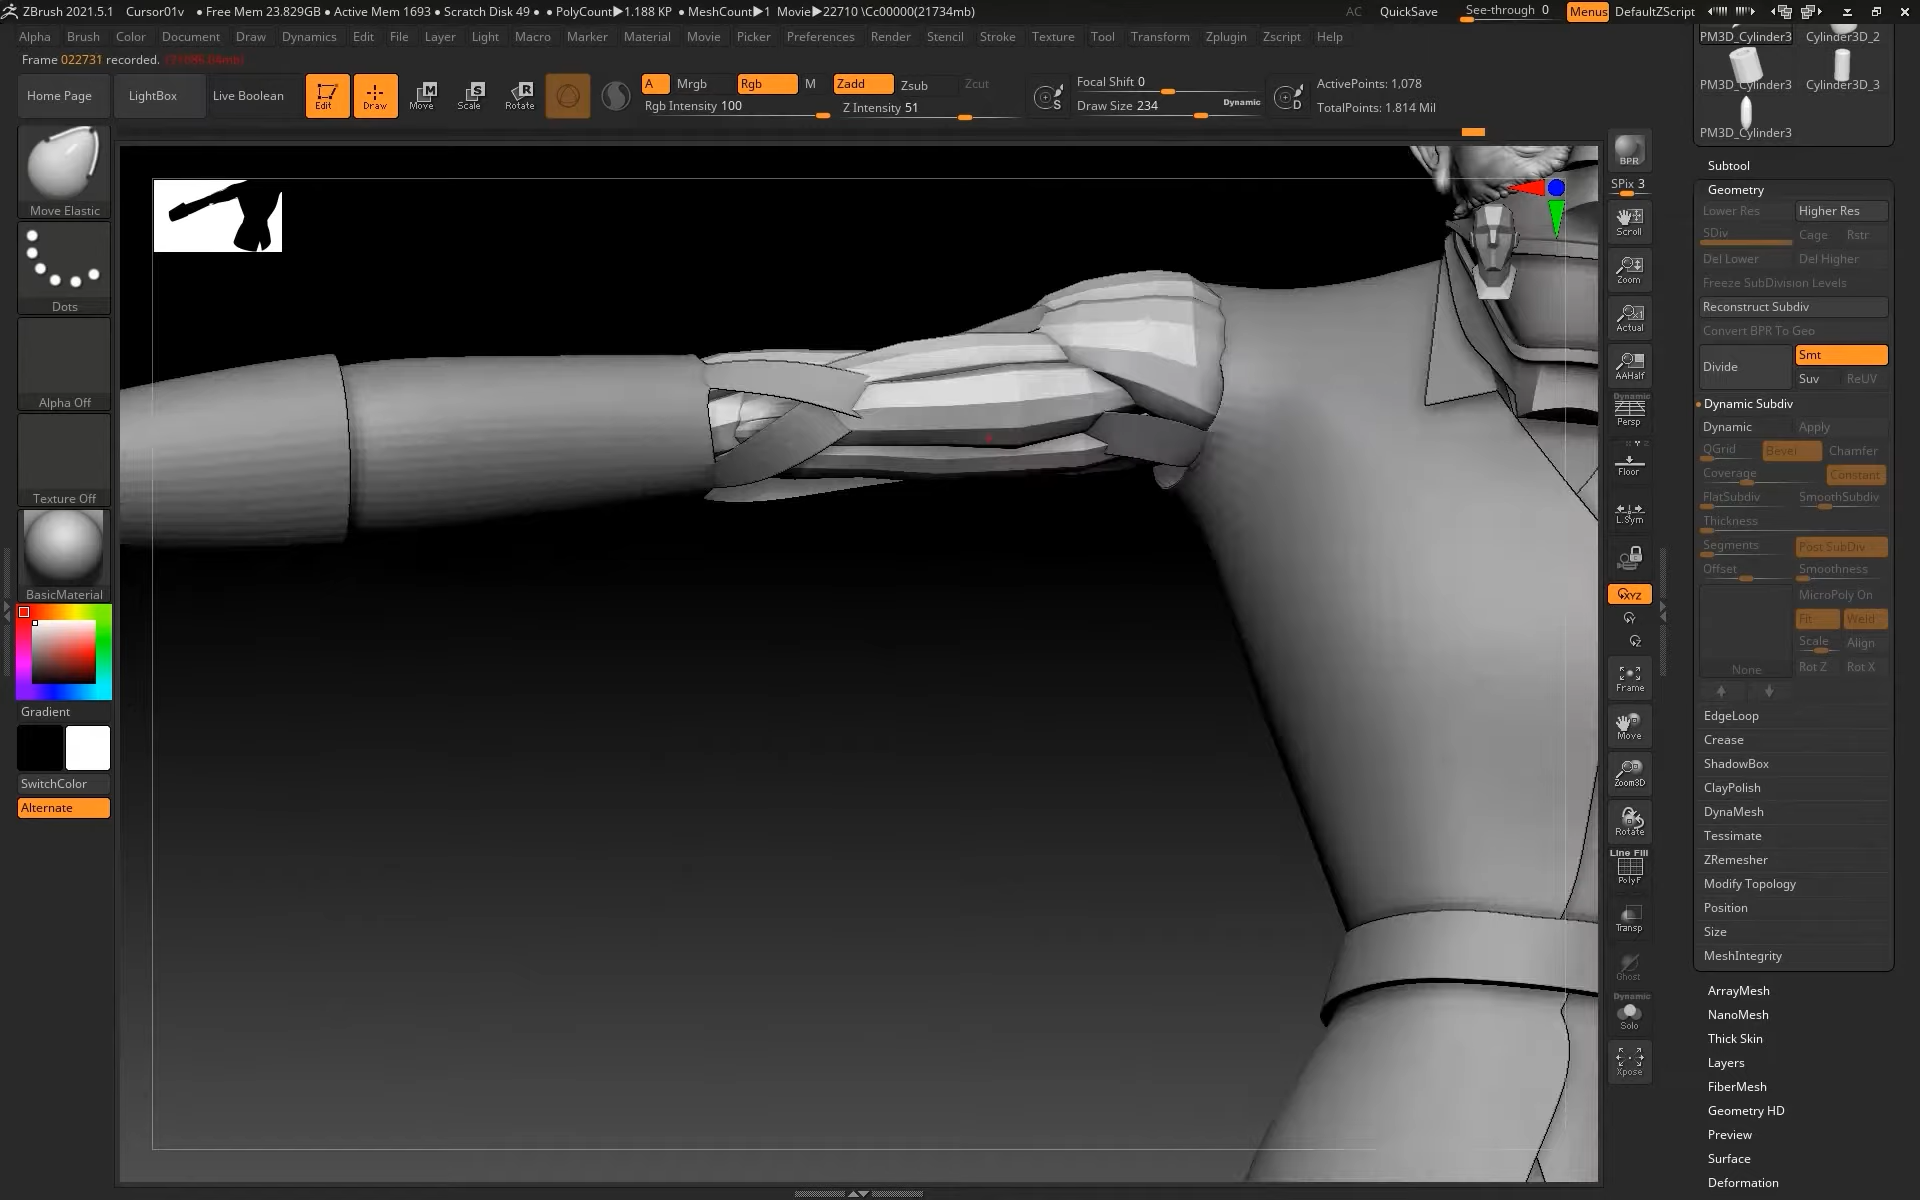 ZBrush 2021.5.1 Cursor01v • Free Mem 23.829GB • Active Mem 1693 • Scratch Disk 49 • • PolyCount▶1.188 KP • MeshCount▶1 Movie▶22710 \Cc00000(21734mb) AC QuickSave See-through 0 Menus DefaultZScript
Alpha Brush Color Document Draw Dynamics Edit File Layer Light Macro Marker Material Movie Picker Preferences Render Stencil Stroke Texture Tool Transform Zplugin Zscript Help
Frame 022731 recorded.
Home Page LightBox Live Boolean Edit Draw Move Scale Rotate
A Mrgb Rgb M Zadd Zsub Zcut
Rgb Intensity 100 Z Intensity 51
Focal Shift 0
Draw Size 234 Dynamic
ActivePoints: 1,078
TotalPoints: 1.814 Mil
Move Elastic
Dots
Alpha Off
Texture Off
BasicMaterial
Gradient
SwitchColor
Alternate
BPR
SPix 3
Scroll
Zoom
Actual
AAHalf
Dynamic
Persp
Floor
L.Sym
XYZ
Y
Z
Frame
Move
Zoom3D
Rotate
Line Fill
PolyF
Transp
Ghost
Dynamic
Solo
Xpose
PM3D_Cylinder3 Cylinder3D_2
PM3D_Cylinder3 Cylinder3D_3
PM3D_Cylinder3
Subtool
Geometry
Lower Res Higher Res
SDiv Cage Rstr
Del Lower Del Higher
Freeze SubDivision Levels
Reconstruct Subdiv
Convert BPR To Geo
Divide Smt
Suv ReUV
Dynamic Subdiv
Dynamic Apply
QGrid Bevel Chamfer
Coverage Constant
FlatSubdiv SmoothSubdiv
Thickness
Segments Post SubDiv
Offset Smoothness
MicroPoly On
Fit Weld
Scale Align
None Rot Z Rot X
EdgeLoop
Crease
ShadowBox
ClayPolish
DynaMesh
Tessimate
ZRemesher
Modify Topology
Position
Size
MeshIntegrity
ArrayMesh
NanoMesh
Thick Skin
Layers
FiberMesh
Geometry HD
Preview
Surface
Deformation